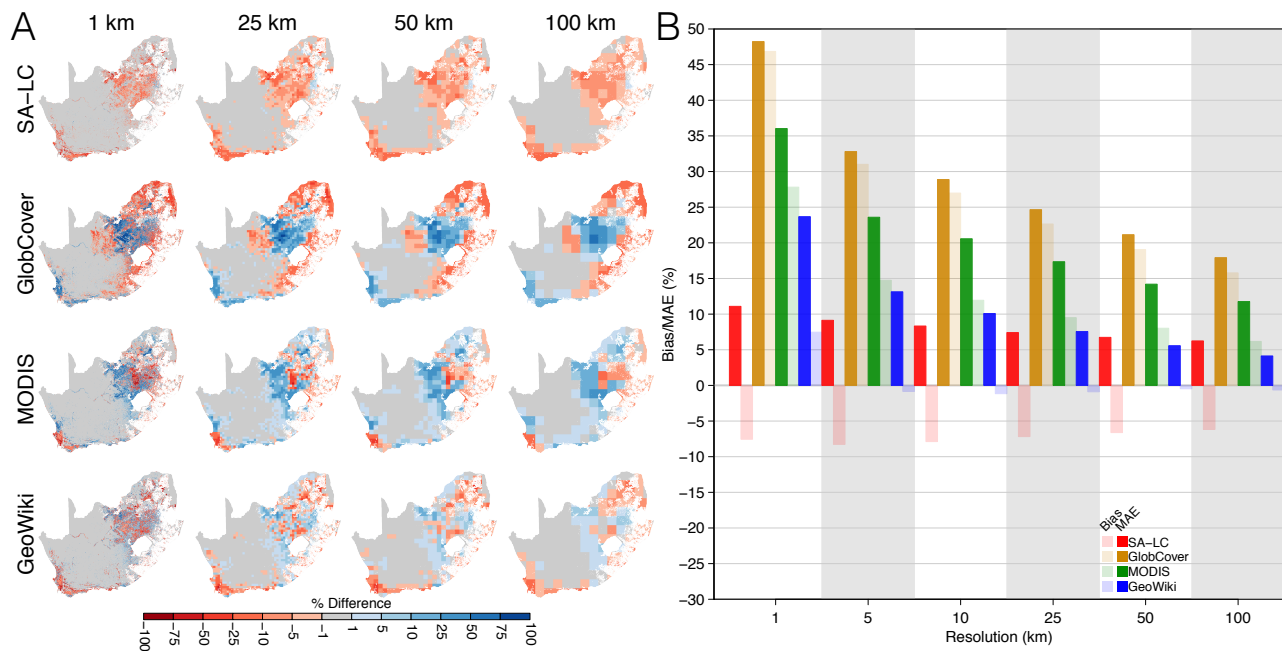 A
1 km 25 km 50 km 100 km
SA-LC
GlobCover
MODIS
GeoWiki
% Difference
-100 -75 -50 -25 -10 -5 -1 1 5 10 25 50 75 100
B
Bias/MAE (%)
50
45
40
35
30
25
20
15
10
5
0
−5
−10
−15
−20
−25
−30
Bias MAE
SA−LC
GlobCover
MODIS
GeoWiki
1 5 10 25 50 100
Resolution (km)